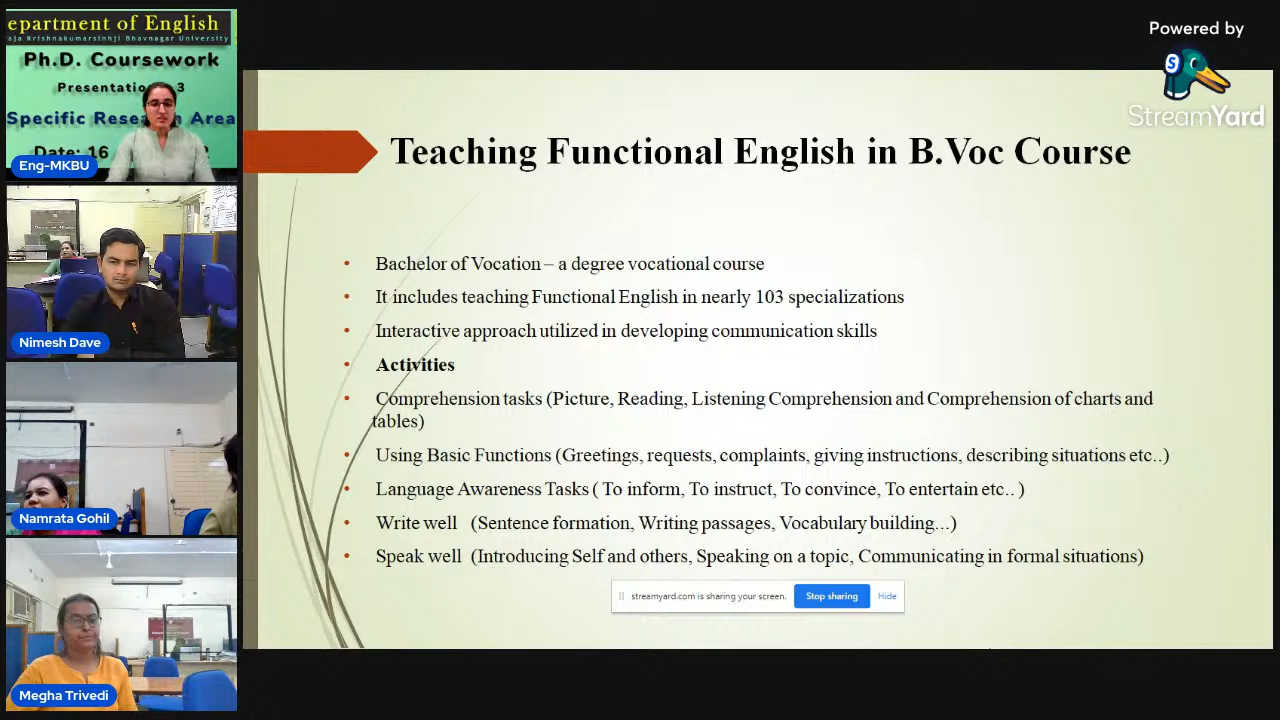 epartment of English
aja Krishnakumarsinhji Bhavnagar University
Ph.D. Coursework
3
Date: 16
Eng-MKBU
Nimesh Dave
Namrata Gohil
Megha Trivedi
Powered by
S
StreamYard
Teaching Functional English in B.Voc Course
• Bachelor of Vocation – a degree vocational course
• It includes teaching Functional English in nearly 103 specializations
• Interactive approach utilized in developing communication skills
• Activities
• Comprehension tasks (Picture, Reading, Listening Comprehension and Comprehension of charts and
tables)
• Using Basic Functions (Greetings, requests, complaints, giving instructions, describing situations etc..)
• Language Awareness Tasks ( To inform, To instruct, To convince, To entertain etc.. )
• Write well (Sentence formation, Writing passages, Vocabulary building...)
• Speak well (Introducing Self and others, Speaking on a topic, Communicating in formal situations)
streamyard.com is sharing your screen.
Stop sharing
Hide